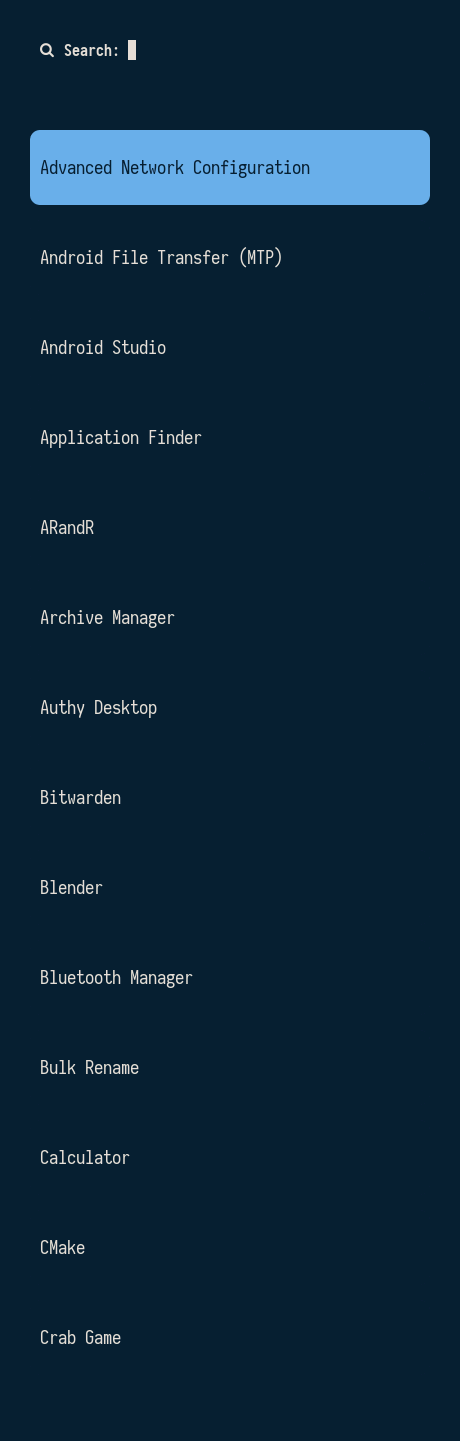 Search:
Advanced Network Configuration
Android File Transfer (MTP)
Android Studio
Application Finder
ARandR
Archive Manager
Authy Desktop
Bitwarden
Blender
Bluetooth Manager
Bulk Rename
Calculator
CMake
Crab Game